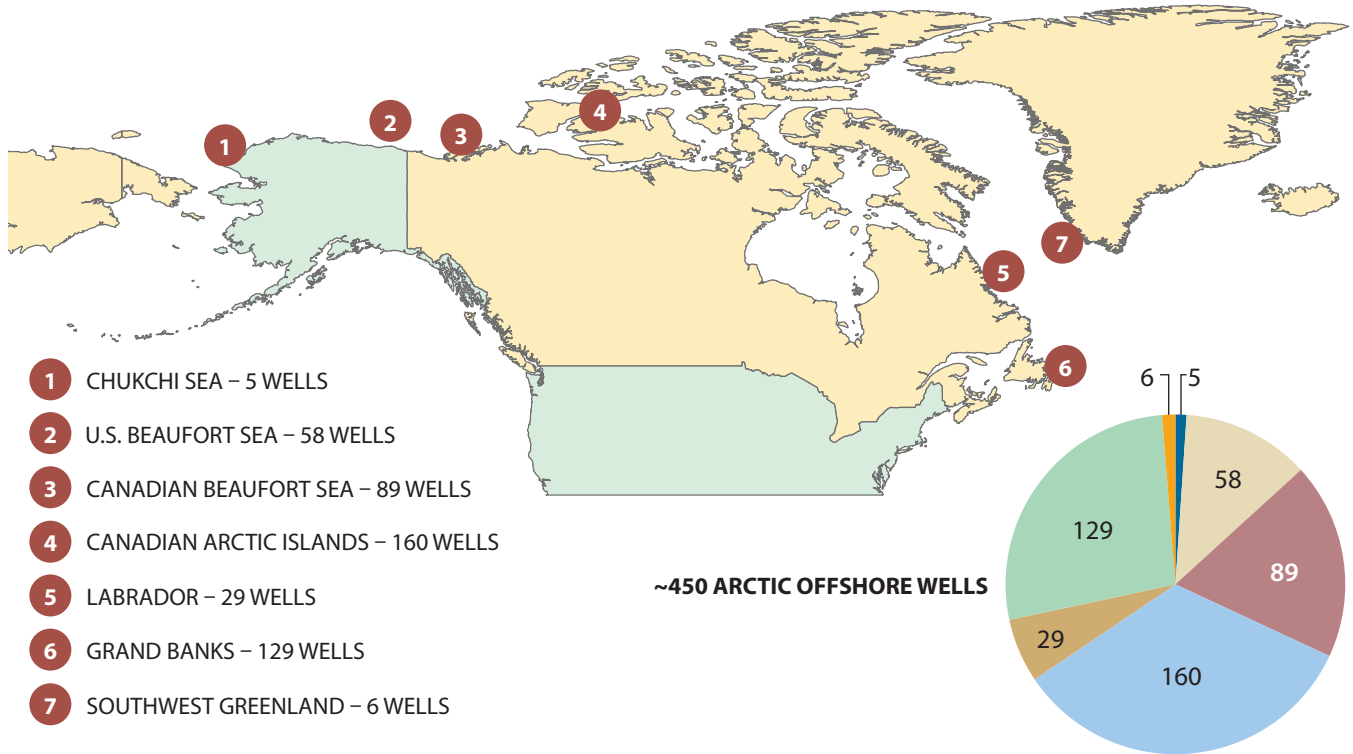 1
2
3
4
5
6
7
1 CHUKCHI SEA – 5 WELLS
2 U.S. BEAUFORT SEA – 58 WELLS
3 CANADIAN BEAUFORT SEA – 89 WELLS
4 CANADIAN ARCTIC ISLANDS – 160 WELLS
5 LABRADOR – 29 WELLS
6 GRAND BANKS – 129 WELLS
7 SOUTHWEST GREENLAND – 6 WELLS
~450 ARCTIC OFFSHORE WELLS
6 5
58
129
89
29
160